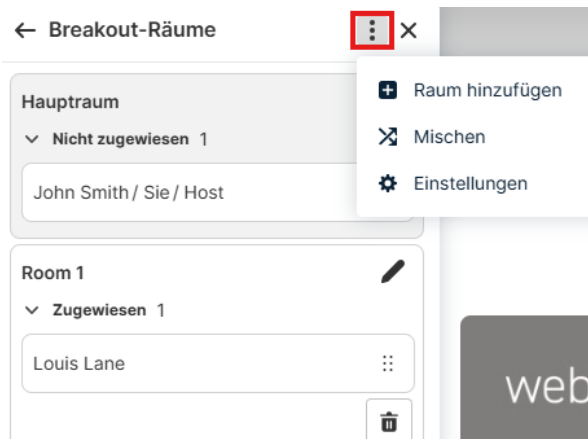 Breakout-Räume
Raum hinzufügen
Mischen
Einstellungen
Hauptraum
Nicht zugewiesen 1
John Smith / Sie / Host
Room 1
Zugewiesen 1
Louis Lane
web